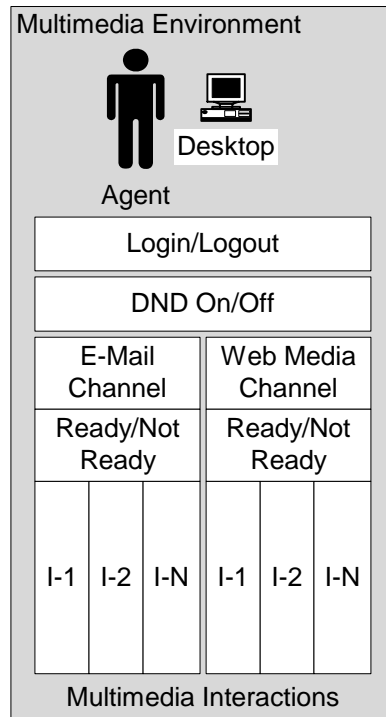 Multimedia Environment
Desktop
Agent
Login/Logout
DND On/Off
E-Mail
Channel
Web Media
Channel
Ready/Not
Ready
Ready/Not
Ready
I-1 I-2 I-N I-1 I-2 I-N
Multimedia Interactions